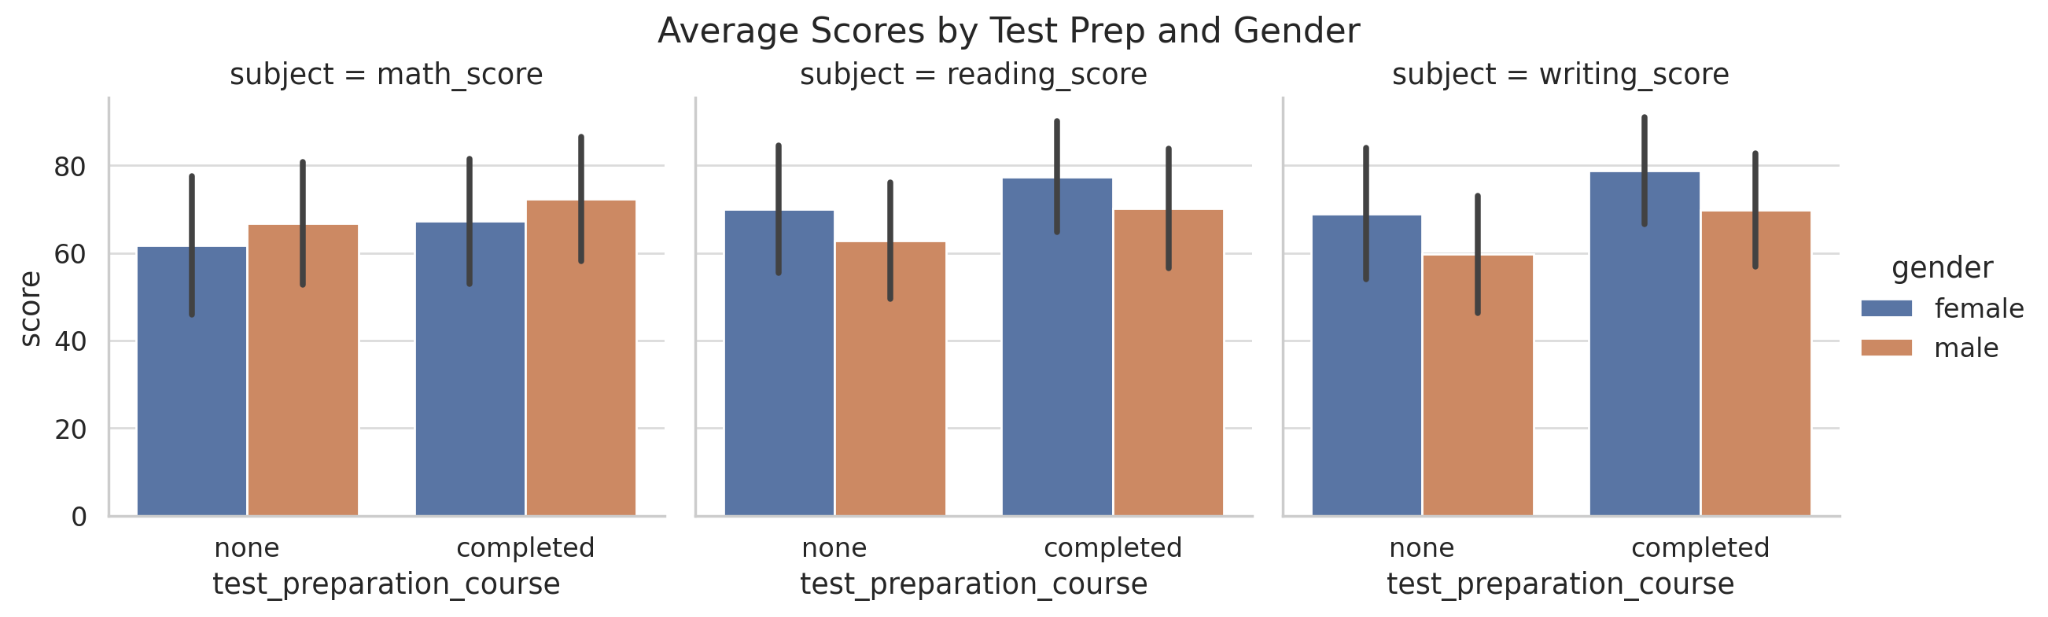 Average Scores by Test Prep and Gender
subject = math_score
subject = reading_score
subject = writing_score
score
80
60
40
20
0
none
completed
none
completed
none
completed
test_preparation_course
test_preparation_course
test_preparation_course
gender
female
male